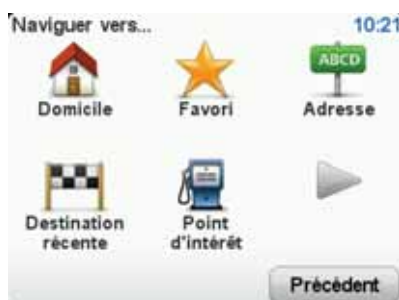 Naviguer vers...
10:21
ABCD
Domicile
Favori
Adresse
Destination
récente
Point
d'intérêt
Précédent